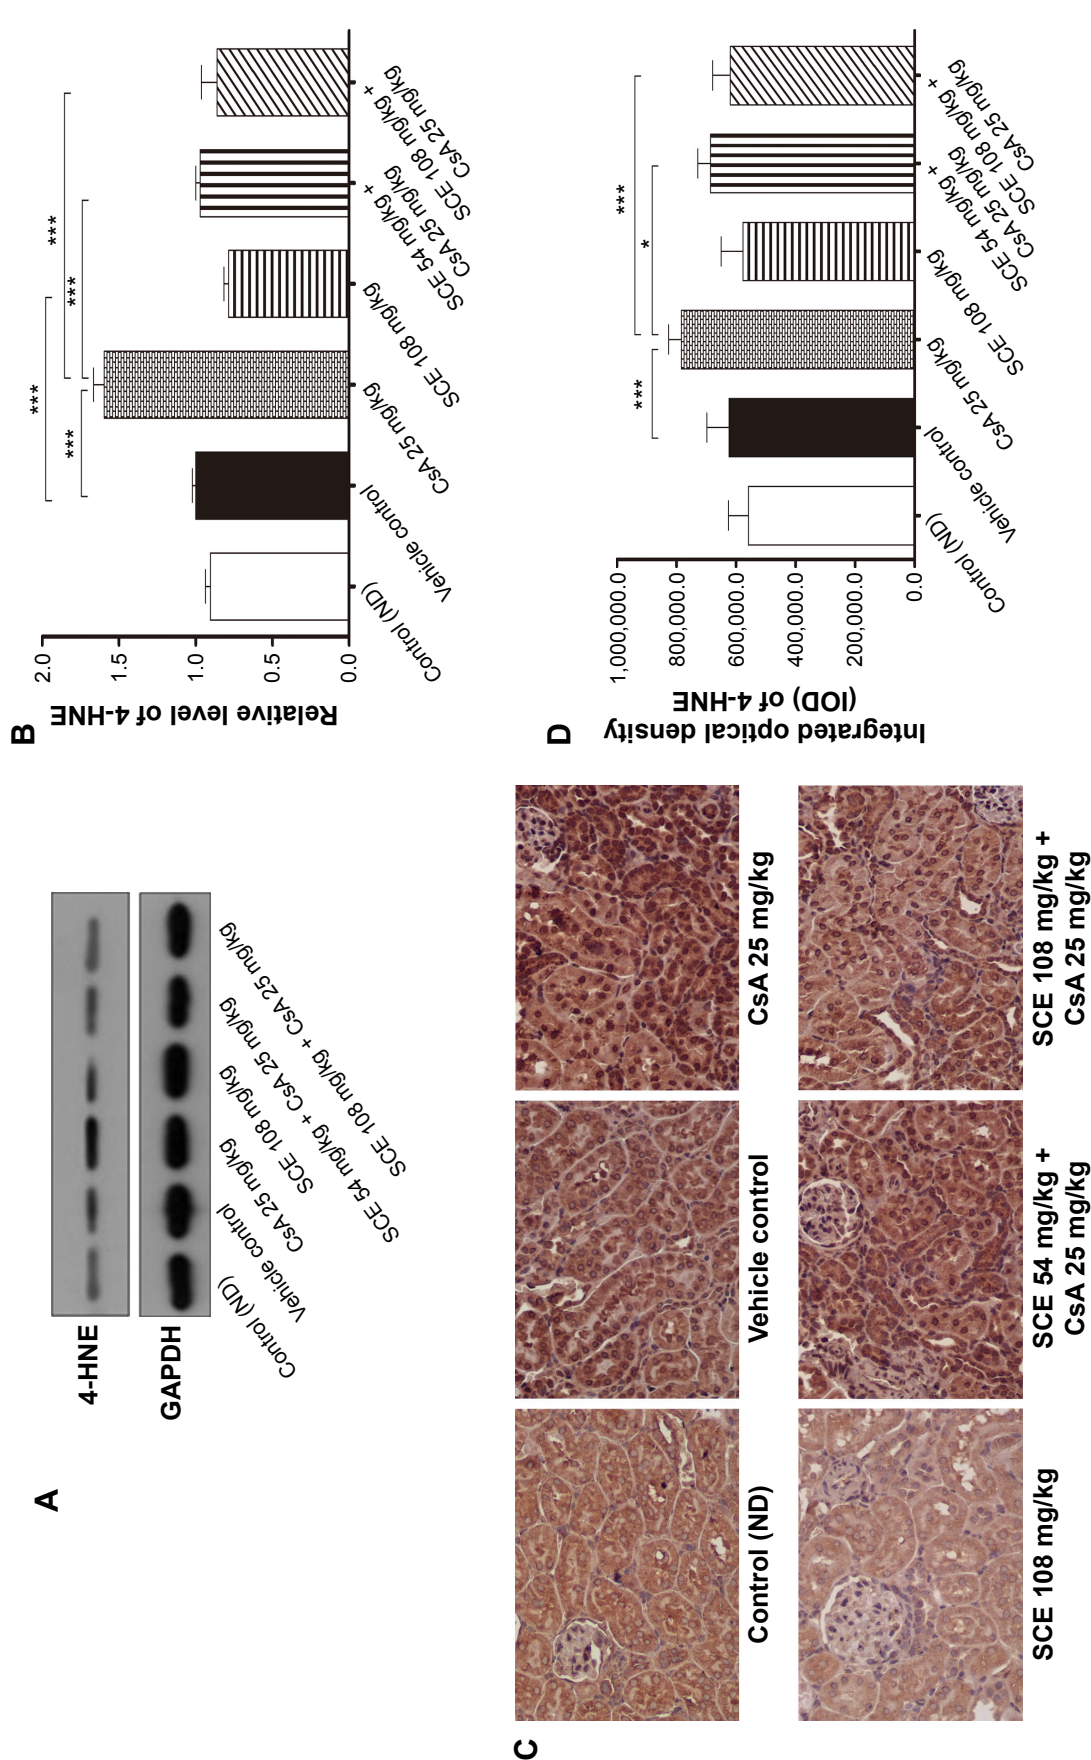 A
4-HNE
GAPDH
Control (ND)
Vehicle control
CsA 25 mg/kg
SCE 108 mg/kg
SCE 54 mg/kg + CsA 25 mg/kg
SCE 108 mg/kg + CsA 25 mg/kg
B
Relative level of 4-HNE
2.0
1.5
1.0
0.5
0.0
***
***
***
***
Control (ND)
Vehicle control
CsA 25 mg/kg
SCE 108 mg/kg
SCE 54 mg/kg +
CsA 25 mg/kg
SCE 108 mg/kg +
CsA 25 mg/kg
C
Control (ND)
Vehicle control
CsA 25 mg/kg
SCE 108 mg/kg
SCE 54 mg/kg +
CsA 25 mg/kg
SCE 108 mg/kg +
CsA 25 mg/kg
D
Integrated optical density
(IOD) of 4-HNE
1,000,000.0
800,000.0
600,000.0
400,000.0
200,000.0
0.0
***
***
*
Control (ND)
Vehicle control
CsA 25 mg/kg
SCE 108 mg/kg
SCE 54 mg/kg +
CsA 25 mg/kg
SCE 108 mg/kg +
CsA 25 mg/kg